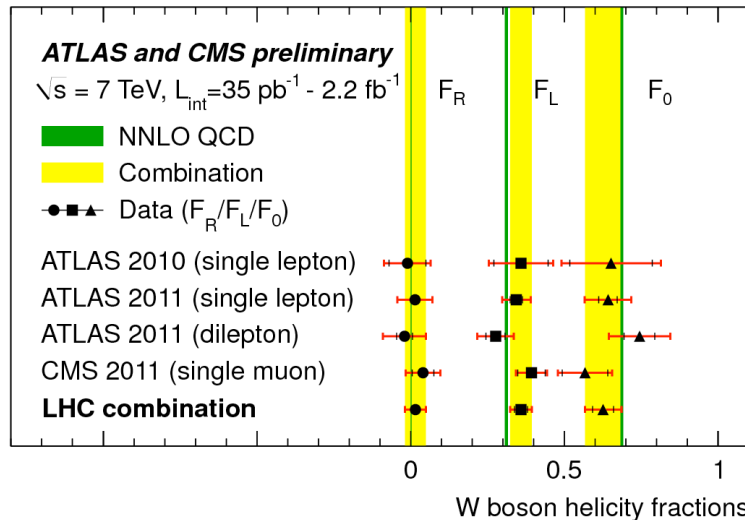 ATLAS and CMS preliminary
√s = 7 TeV, L_int=35 pb⁻¹ - 2.2 fb⁻¹
F_R F_L F_0
NNLO QCD
Combination
Data (F_R/F_L/F_0)
ATLAS 2010 (single lepton)
ATLAS 2011 (single lepton)
ATLAS 2011 (dilepton)
CMS 2011 (single muon)
LHC combination
0 0.5 1
W boson helicity fractions